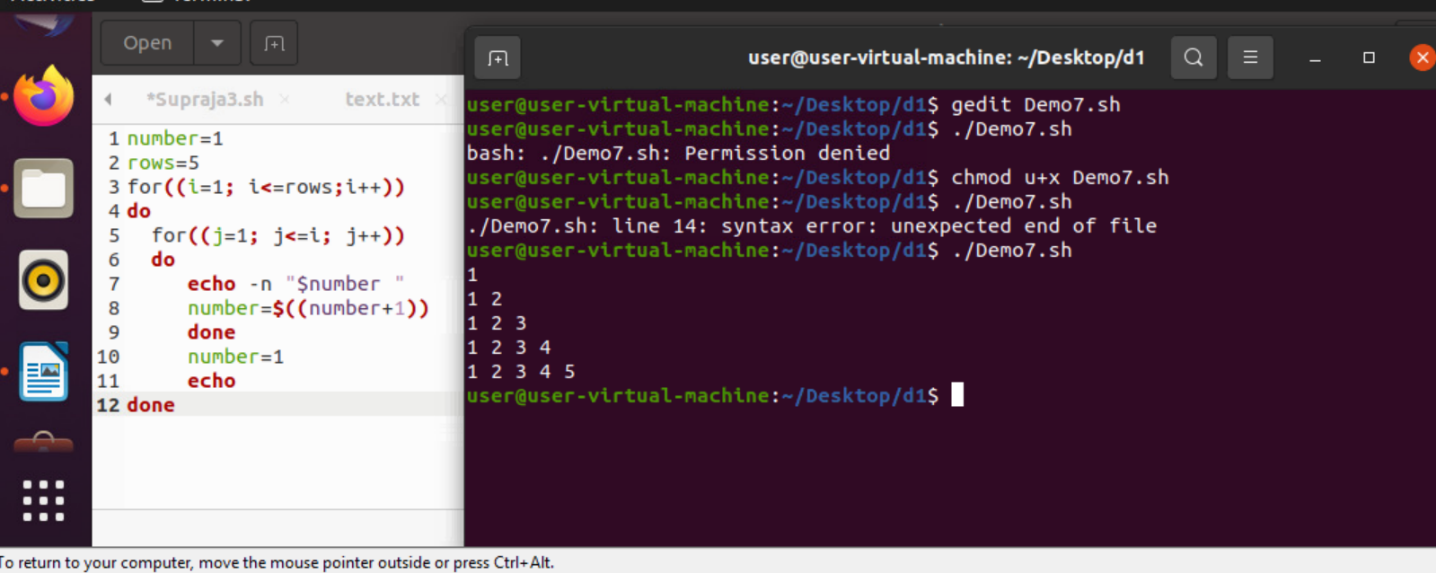 Open
*Supraja3.sh
text.txt
1 number=1
2 rows=5
3 for((i=1; i<=rows;i++))
4 do
5 for((j=1; j<=i; j++))
6 do
7 echo -n "$number "
8 number=$((number+1))
9 done
10 number=1
11 echo
12 done
user@user-virtual-machine: ~/Desktop/d1
user@user-virtual-machine:~/Desktop/d1$ gedit Demo7.sh
user@user-virtual-machine:~/Desktop/d1$ ./Demo7.sh
bash: ./Demo7.sh: Permission denied
user@user-virtual-machine:~/Desktop/d1$ chmod u+x Demo7.sh
user@user-virtual-machine:~/Desktop/d1$ ./Demo7.sh
./Demo7.sh: line 14: syntax error: unexpected end of file
user@user-virtual-machine:~/Desktop/d1$ ./Demo7.sh
1
1 2
1 2 3
1 2 3 4
1 2 3 4 5
user@user-virtual-machine:~/Desktop/d1$
To return to your computer, move the mouse pointer outside or press Ctrl+Alt.